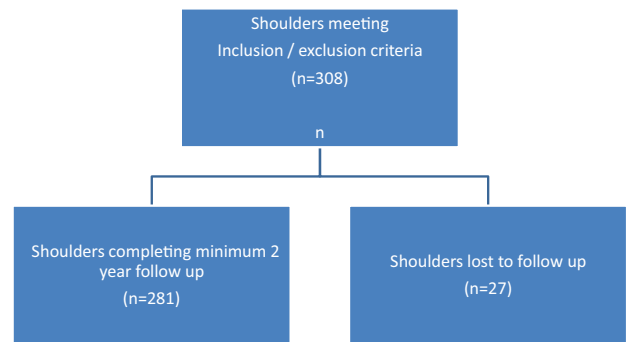 Shoulders meeting
Inclusion / exclusion criteria
(n=308)
n
Shoulders completing minimum 2
year follow up
(n=281)
Shoulders lost to follow up
(n=27)